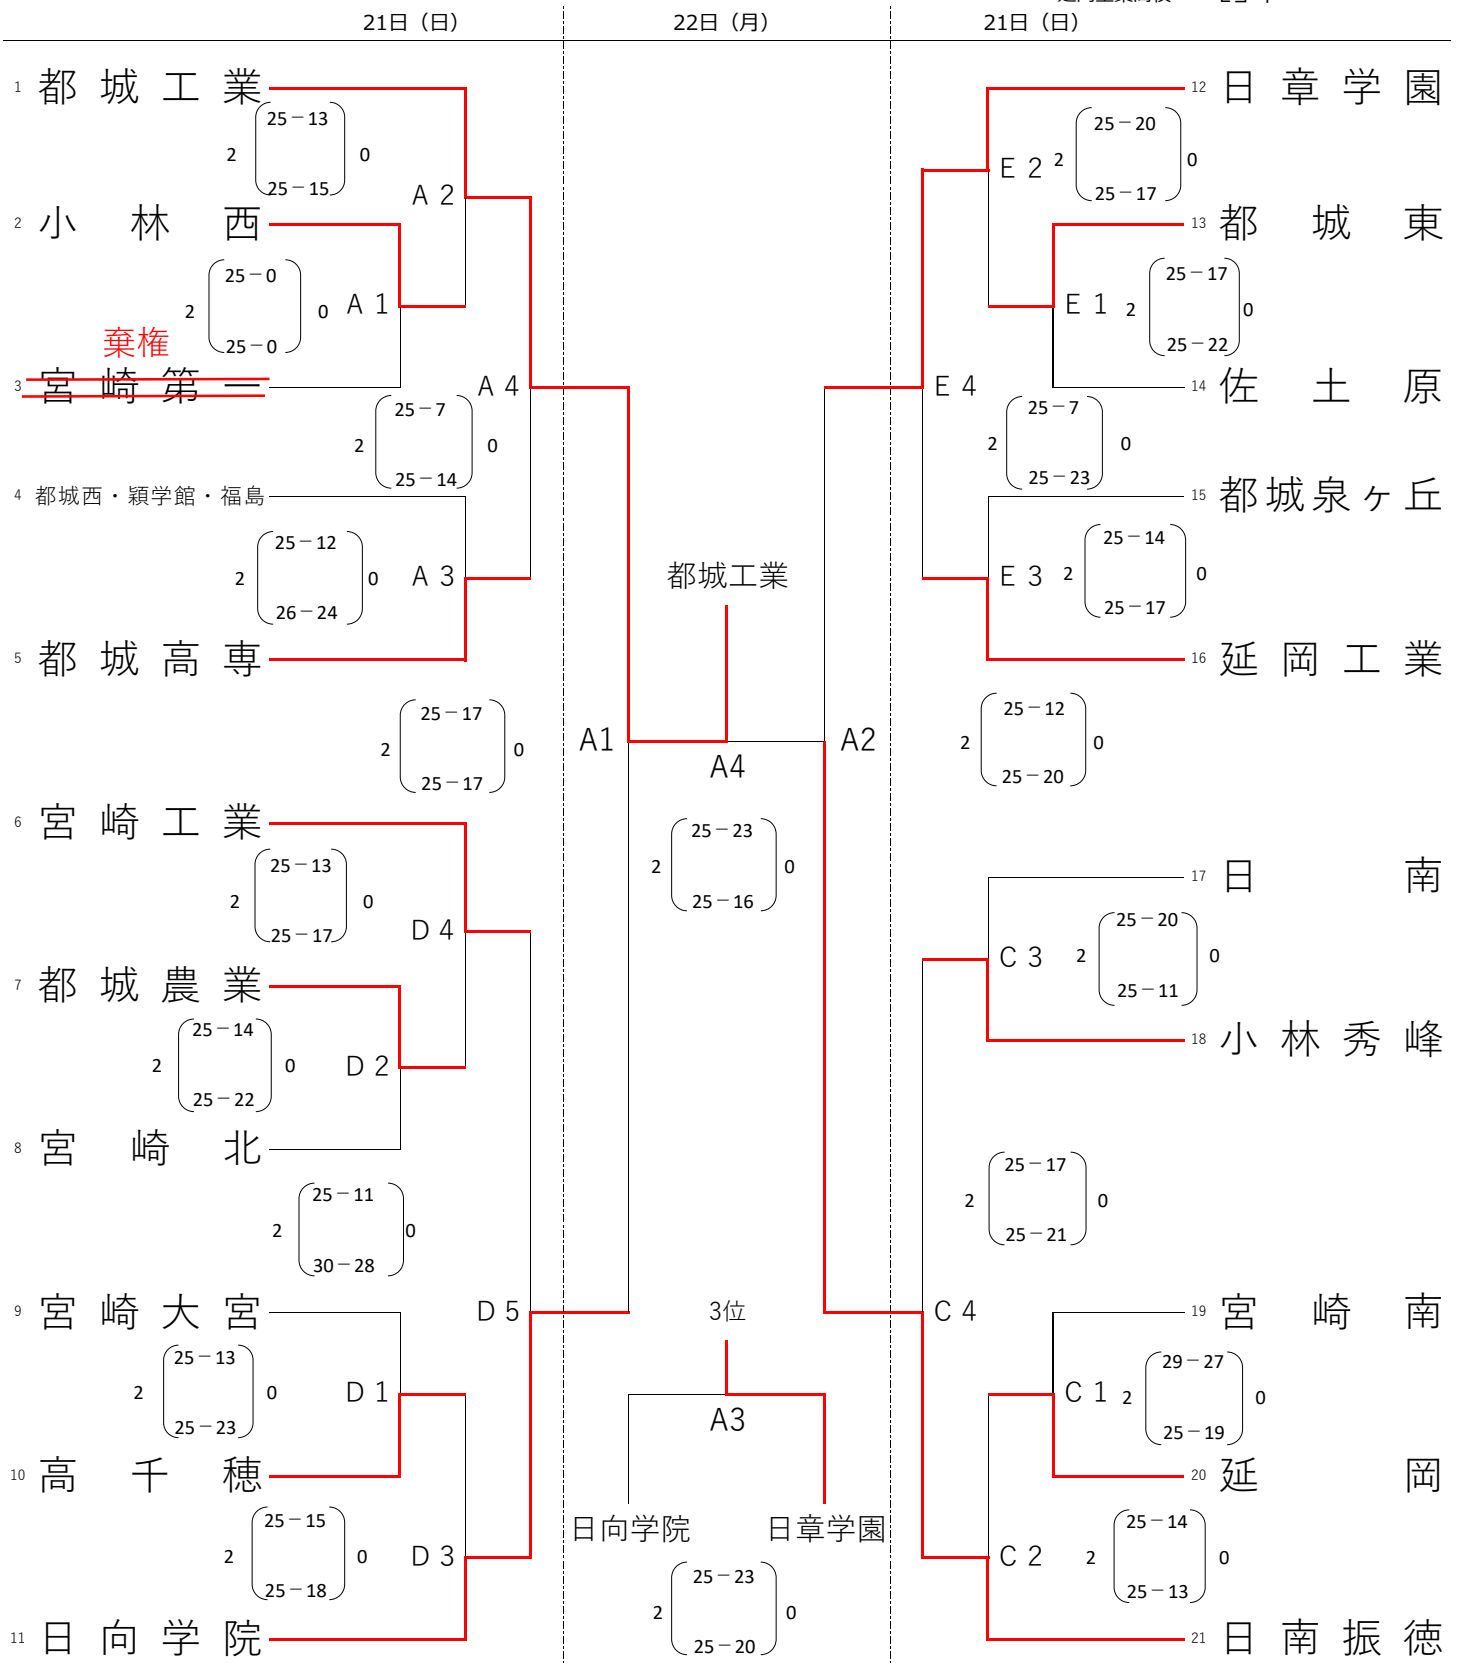 21日（日）
22日（月）
21日（日）
1 都城工業
25－13
2 0
25－15
A 2
2 小林西
25－0
2 0
25－0
A 1
棄権
3 宮崎第一
A 4
25－7
2 0
25－14
4 都城西・穎学館・福島
25－12
2 0
26－24
A 3
5 都城高専
25－17
2 0
25－17
6 宮崎工業
25－13
2 0
25－17
D 4
7 都城農業
25－14
2 0
25－22
D 2
8 宮崎北
25－11
2 0
30－28
9 宮崎大宮
D 5
25－13
2 0
25－23
D 1
10 高千穂
25－15
2 0
25－18
D 3
11 日向学院
都城工業
A1
A4
A2
25－23
2 0
25－16
3位
A3
日向学院
日章学園
25－23
2 0
25－20
12 日章学園
E 2
25－20
2 0
25－17
13 都城東
E 1
25－17
2 0
25－22
14 佐土原
E 4
25－7
2 0
25－23
15 都城泉ヶ丘
E 3
25－14
2 0
25－17
16 延岡工業
25－12
2 0
25－20
17 日南
C 3
25－20
2 0
25－11
18 小林秀峰
25－17
2 0
25－21
C 4
19 宮崎南
C 1
29－27
2 0
25－19
20 延岡
C 2
25－14
2 0
25－13
21 日南振徳